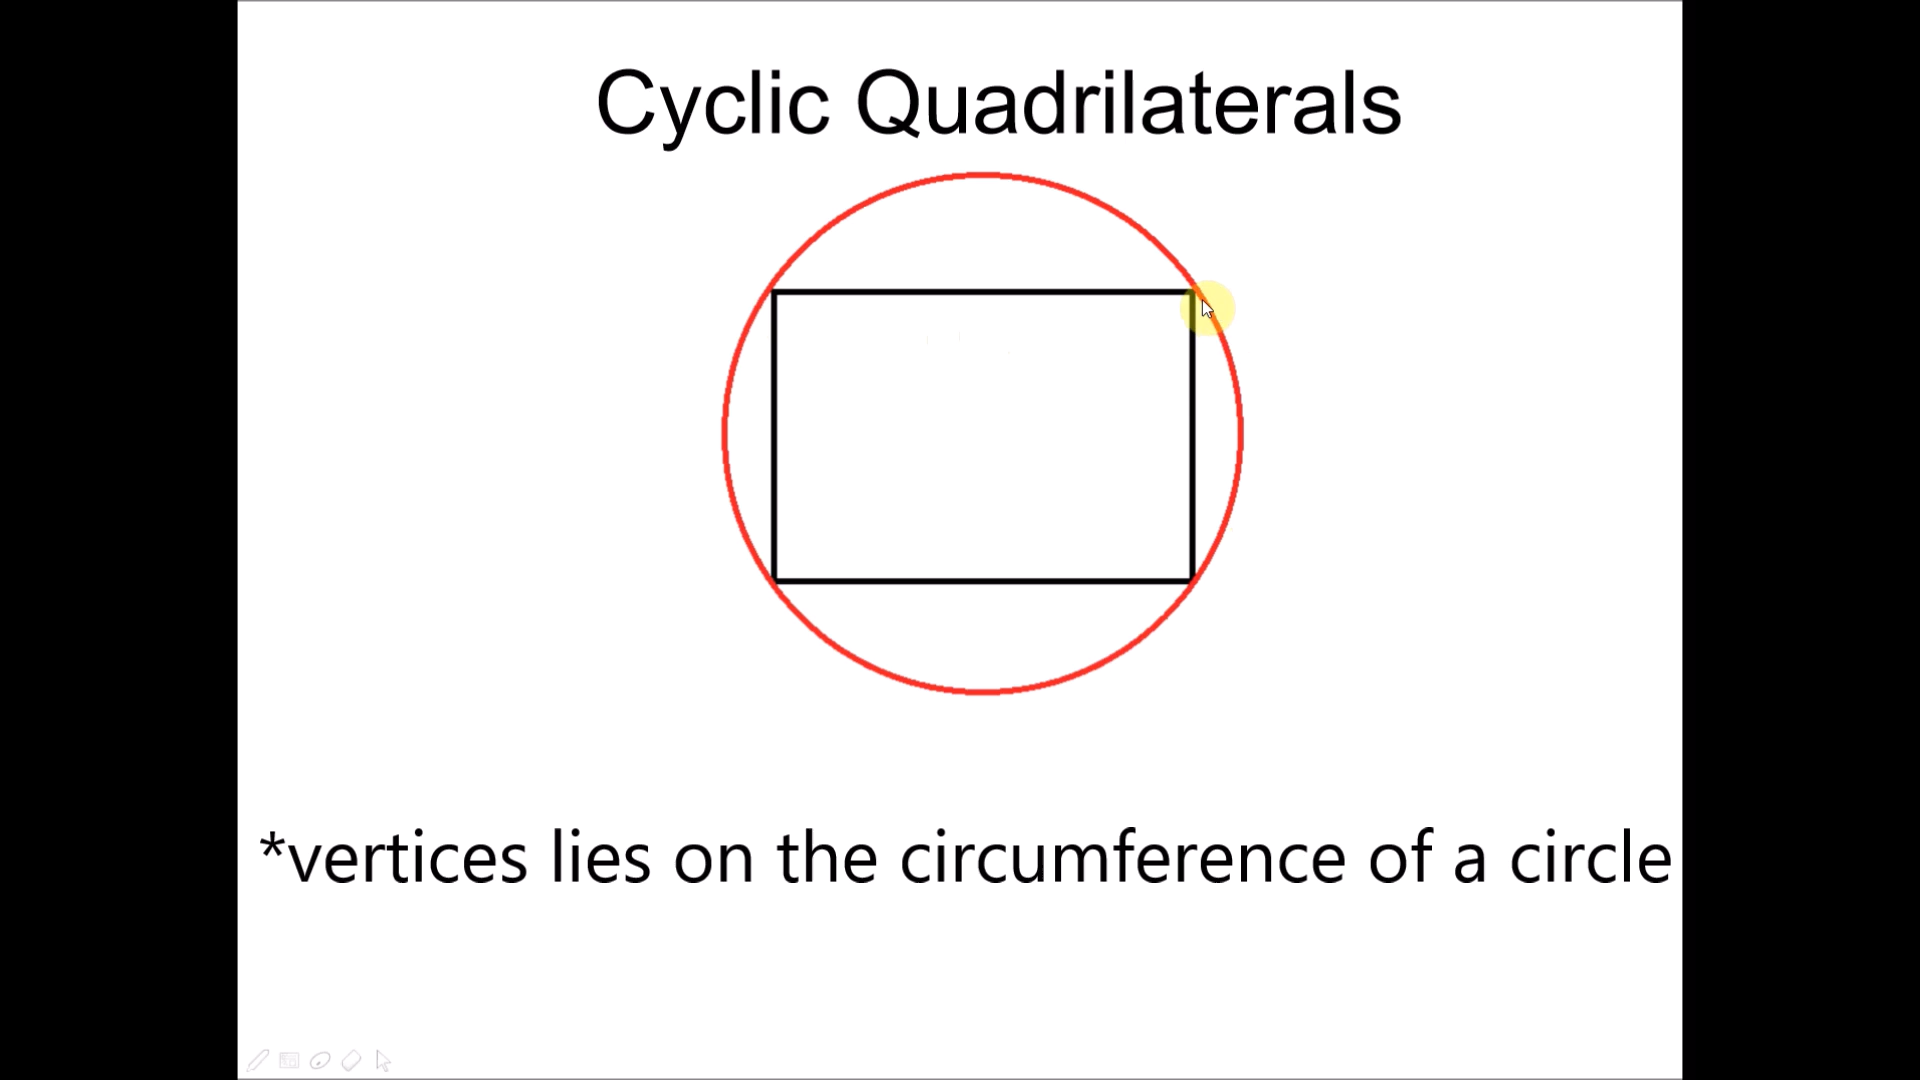 Cyclic Quadrilaterals
*vertices lies on the circumference of a circle